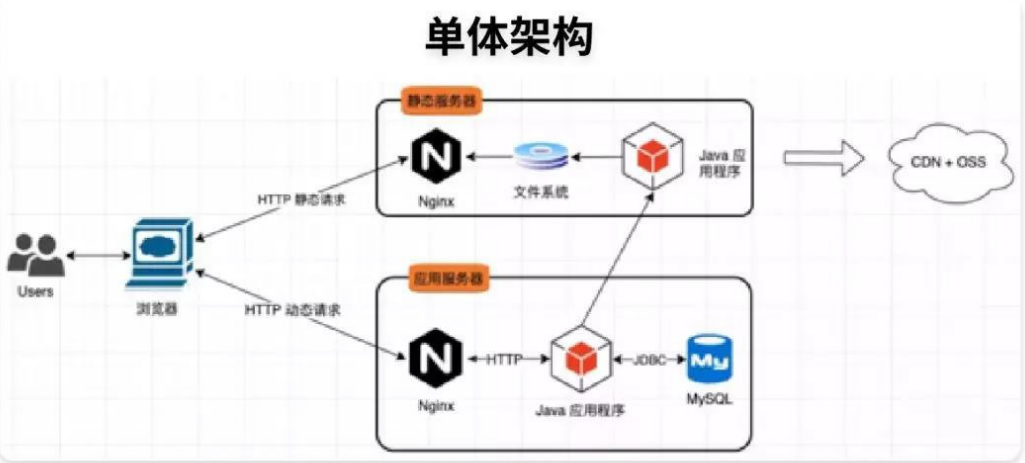 单体架构
静态服务器
Java 应
用程序
CDN + OSS
文件系统
Nginx
HTTP 静态请求
Users
浏览器
HTTP 动态请求
应用服务器
HTTP
JDBC
My
Nginx
Java 应用程序
MySQL